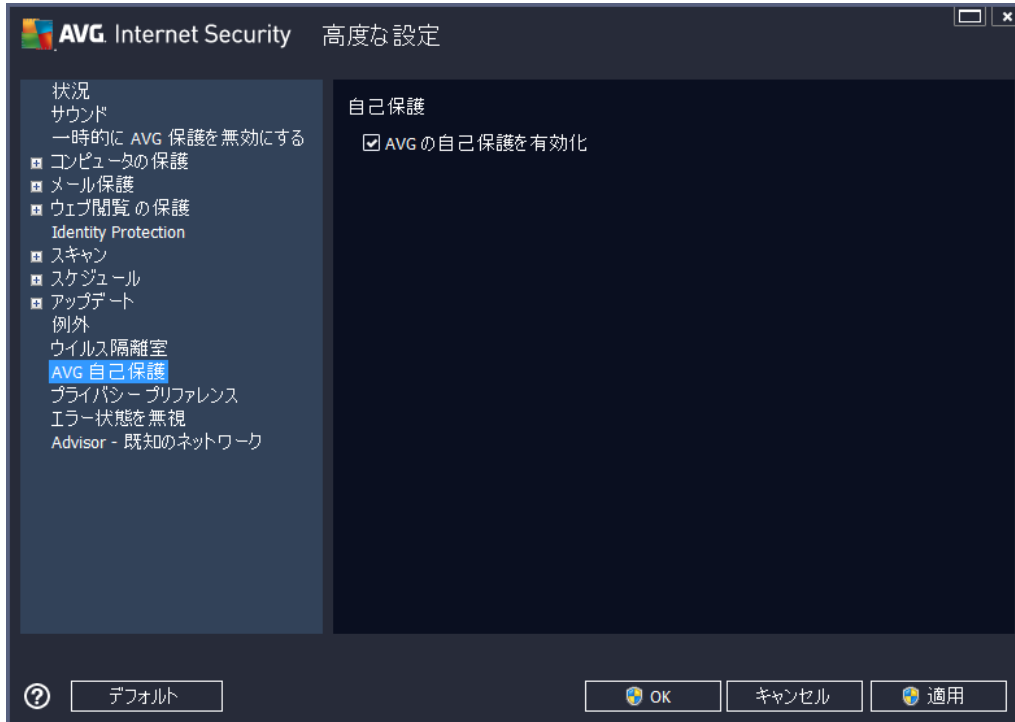 AVG. Internet Security 高度な設定
状況
サウンド
一時的に AVG 保護を無効にする
コンピュータの保護
メール保護
ウェブ閲覧 の保護
Identity Protection
スキャン
スケジュール
アップデート
例外
ウイルス隔離室
AVG 自己保護
プライバシー プリファレンス
エラー状態を無視
Advisor - 既知のネットワーク
自己保護
AVG の自己保護を有効化
デフォルト
OK
キャンセル
適用